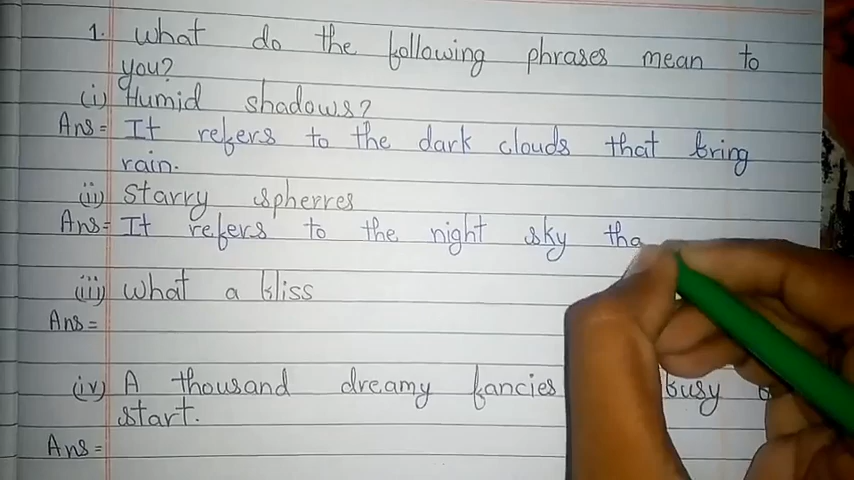 1. What do the following phrases mean to
you?
(i) Humid shadows?
Ans= It refers to the dark clouds that bring
rain.
(ii) Starry spherres
Ans= It refers to the night sky tha
(iii) What a bliss
Ans=
(iv) A thousand dreamy fancies busy
start.
Ans=